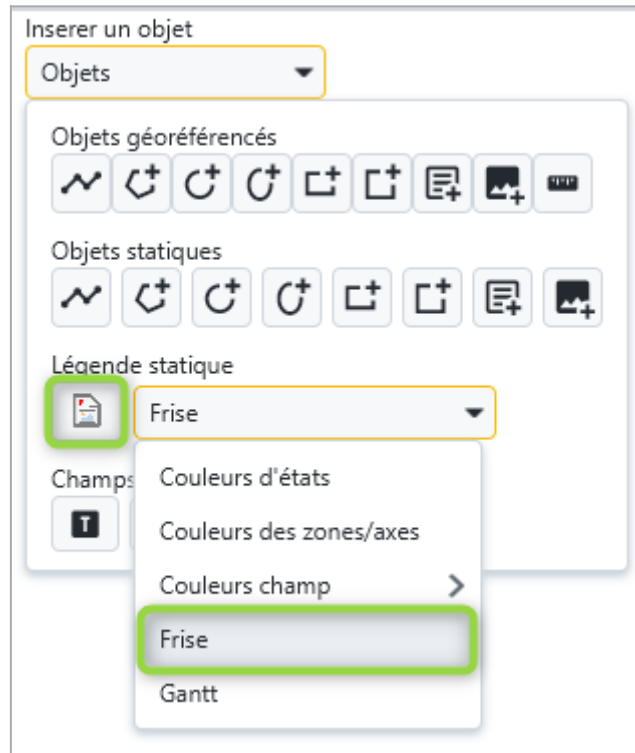 Inserer un objet
Objets
Objets géoréférencés
Objets statiques
Légende statique
Frise
Champs
T
Couleurs d'états
Couleurs des zones/axes
Couleurs champ
Frise
Gantt